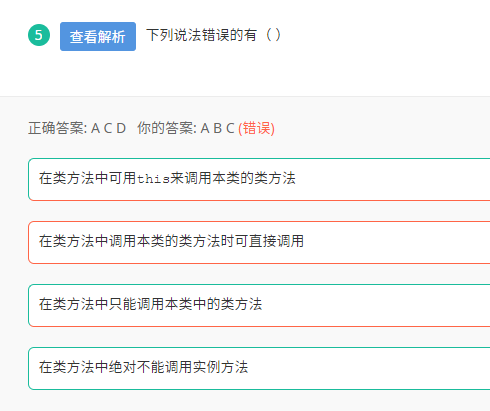 5 查看解析 下列说法错误的有（ ）
正确答案: A C D 你的答案: A B C (错误)
在类方法中可用this来调用本类的类方法
在类方法中调用本类的类方法时可直接调用
在类方法中只能调用本类中的类方法
在类方法中绝对不能调用实例方法